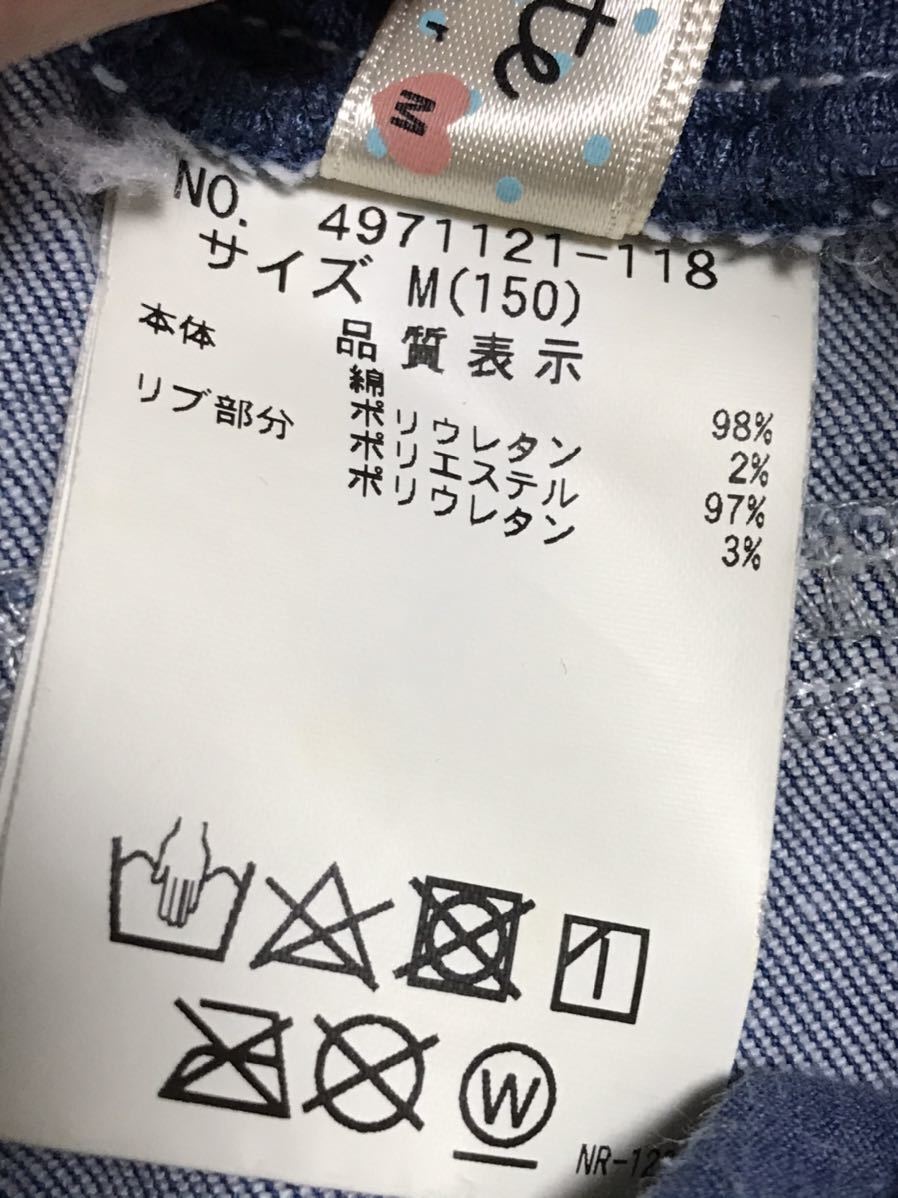 te
M
NO. 4971121-118
サイズ M(150)
品質表示
本体 綿 98%
ポリウレタン 2%
リブ部分 ポリエステル 97%
ポリウレタン 3%
W